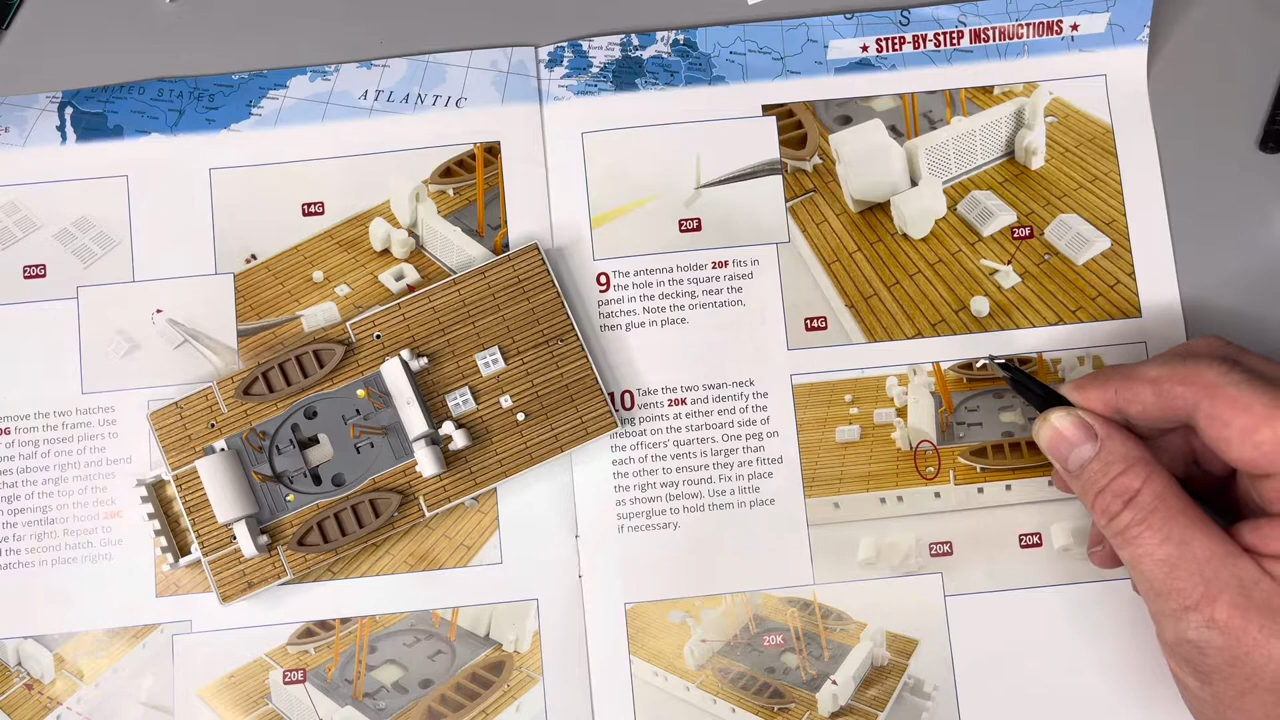 STEP-BY-STEP INSTRUCTIONS
UNITED STATES
ATLANTIC
North Sea
FRANCE
S S
14G
20G
emove the two hatches
0G from the frame. Use
of long nosed pliers to
one half of one of the
hes (above right) and bend
that the angle matches
ngle of the top of the
n openings on the deck
the ventilator hood 20C
ve far right). Repeat to
d the second hatch. Glue
atches in place (right).
20E
20F
9 The antenna holder 20F fits in
the hole in the square raised
panel in the decking, near the
hatches. Note the orientation,
then glue in place.
20F
14G
10 Take the two swan-neck
vents 20K and identify the
ing points at either end of the
lifeboat on the starboard side of
the officers' quarters. One peg on
each of the vents is larger than
the other to ensure they are fitted
the right way round. Fix in place
as shown (below). Use a little
superglue to hold them in place
if necessary.
20K
20K
20K